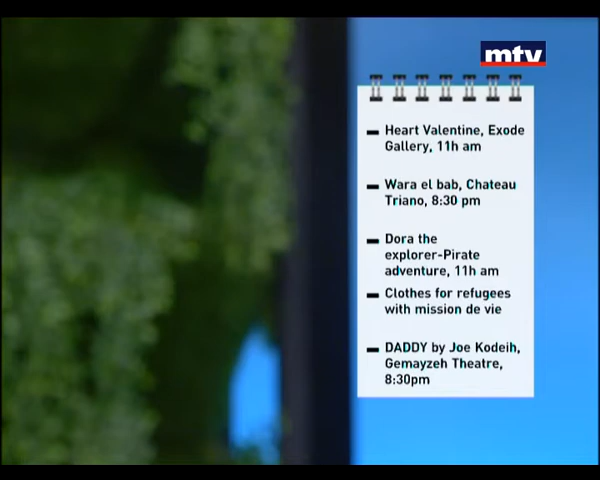 mtv
Heart Valentine, Exode
Gallery, 11h am
Wara el bab, Chateau
Triano, 8:30 pm
Dora the
explorer-Pirate
adventure, 11h am
Clothes for refugees
with mission de vie
DADDY by Joe Kodeih,
Gemayzeh Theatre,
8:30pm